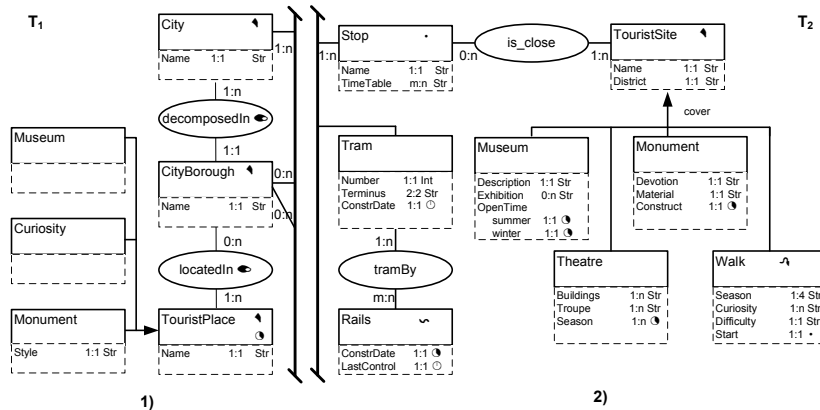 T1
City
Name 1:1 Str
1:n
1:n
decomposedIn
1:1
Museum
CityBorough
0:n
0:n
Name 1:1 Str
Curiosity
0:n
locatedIn
1:n
Monument
Style 1:1 Str
TouristPlace
Name 1:1 Str
1)
T2
1:n
Stop
Name 1:1 Str
TimeTable m:n Str
0:n
is_close
1:n
TouristSite
Name 1:1 Str
District 1:1 Str
cover
Tram
Number 1:1 Int
Terminus 2:2 Str
ConstrDate 1:1
1:n
tramBy
m:n
Rails
ConstrDate 1:1
LastControl 1:1
Museum
Description 1:1 Str
Exhibition 0:n Str
OpenTime
summer 1:1
winter 1:1
Monument
Devotion 1:1 Str
Material 1:1 Str
Construct 1:1
Theatre
Buildings 1:n Str
Troupe 1:n Str
Season 1:n
Walk
Season 1:4 Str
Curiosity 1:n Str
Difficulty 1:1 Str
Start 1:1
2)